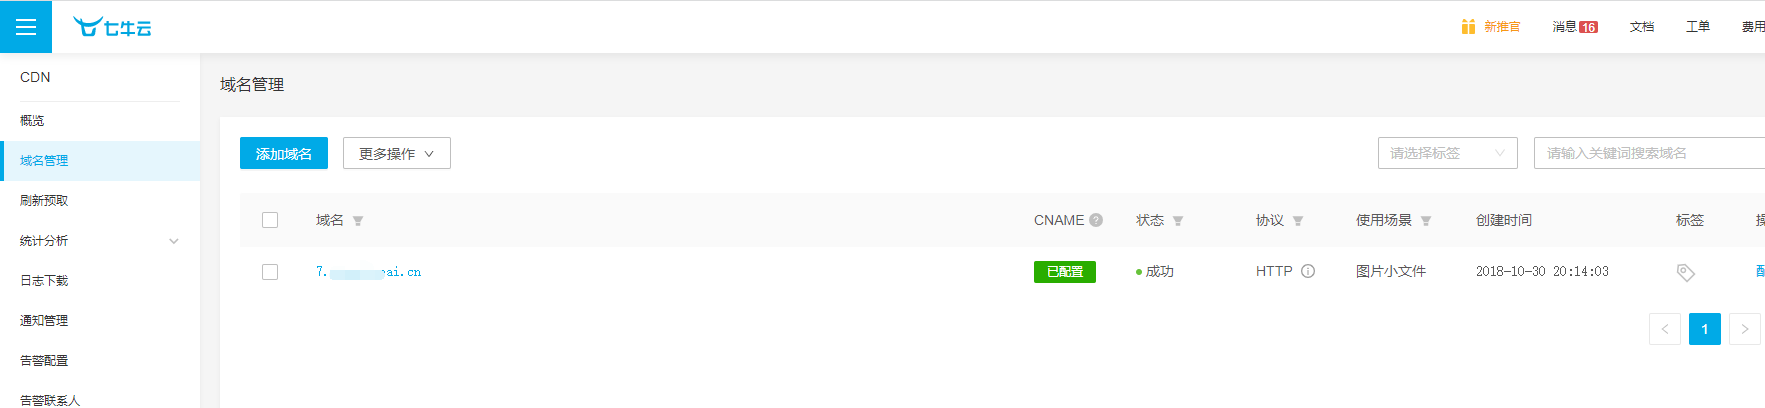 七牛云
新推官
消息 16
文档
工单
费用
CDN
概览
域名管理
刷新预取
统计分析
日志下载
通知管理
告警配置
告警联系人
域名管理
添加域名
更多操作
请选择标签
请输入关键词搜索域名
域名
CNAME ?
状态
协议
使用场景
创建时间
标签
7.
ai.cn
已配置
成功
HTTP
图片小文件
2018-10-30 20:14:03
配
1